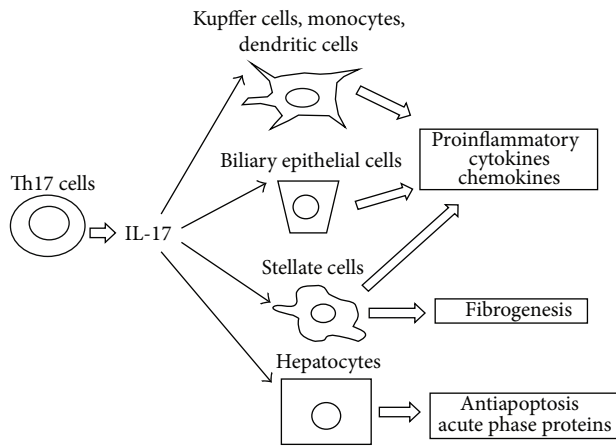 Kupffer cells, monocytes,
dendritic cells
Proinflammatory
cytokines
chemokines
Biliary epithelial cells
Th17 cells
IL-17
Stellate cells
Fibrogenesis
Hepatocytes
Antiapoptosis
acute phase proteins